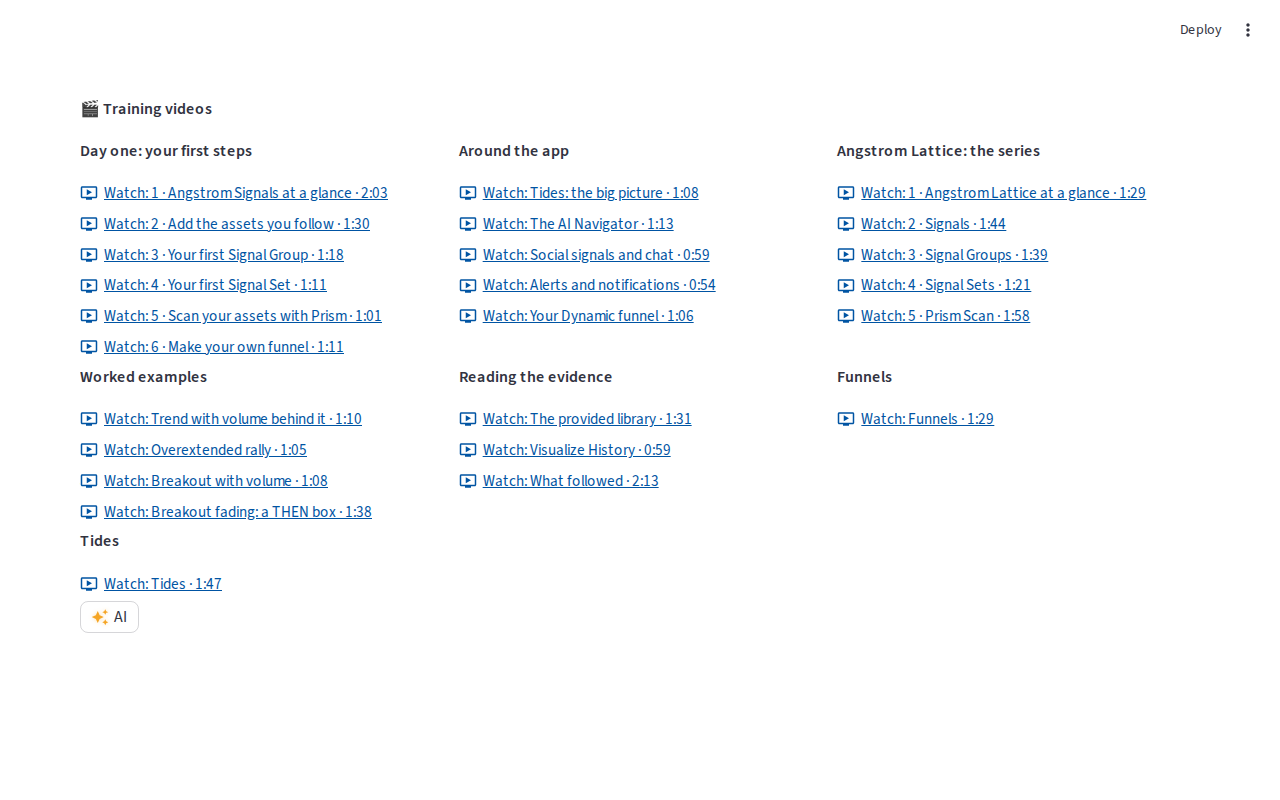 Deploy
🎬 Training videos
Day one: your first steps
Watch: 1 · Angstrom Signals at a glance · 2:03
Watch: 2 · Add the assets you follow · 1:30
Watch: 3 · Your first Signal Group · 1:18
Watch: 4 · Your first Signal Set · 1:11
Watch: 5 · Scan your assets with Prism · 1:01
Watch: 6 · Make your own funnel · 1:11
Around the app
Watch: Tides: the big picture · 1:08
Watch: The AI Navigator · 1:13
Watch: Social signals and chat · 0:59
Watch: Alerts and notifications · 0:54
Watch: Your Dynamic funnel · 1:06
Angstrom Lattice: the series
Watch: 1 · Angstrom Lattice at a glance · 1:29
Watch: 2 · Signals · 1:44
Watch: 3 · Signal Groups · 1:39
Watch: 4 · Signal Sets · 1:21
Watch: 5 · Prism Scan · 1:58
Worked examples
Watch: Trend with volume behind it · 1:10
Watch: Overextended rally · 1:05
Watch: Breakout with volume · 1:08
Watch: Breakout fading: a THEN box · 1:38
Reading the evidence
Watch: The provided library · 1:31
Watch: Visualize History · 0:59
Watch: What followed · 2:13
Funnels
Watch: Funnels · 1:29
Tides
Watch: Tides · 1:47
AI